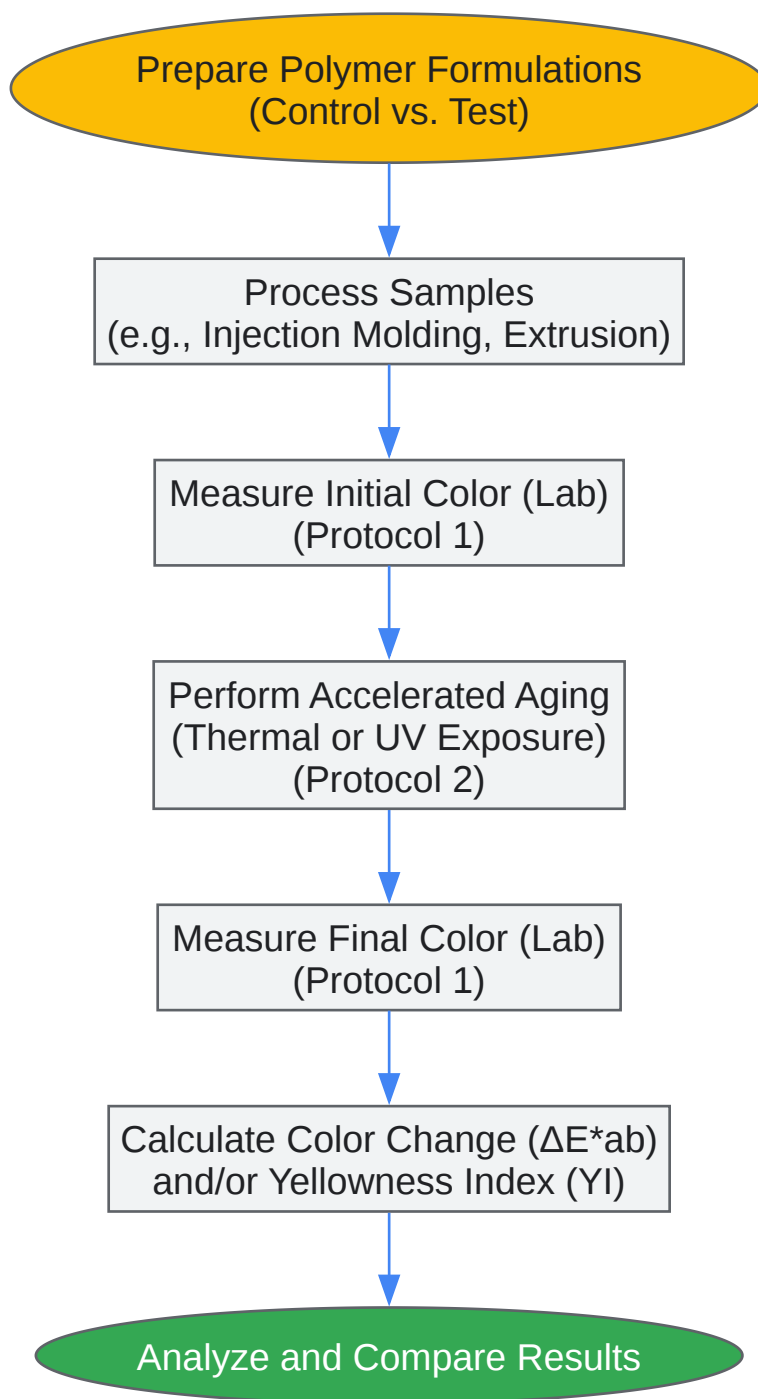 Prepare Polymer Formulations
(Control vs. Test)
Process Samples
(e.g., Injection Molding, Extrusion)
Measure Initial Color (Lab)
(Protocol 1)
Perform Accelerated Aging
(Thermal or UV Exposure)
(Protocol 2)
Measure Final Color (Lab)
(Protocol 1)
Calculate Color Change (ΔE*ab)
and/or Yellowness Index (YI)
Analyze and Compare Results